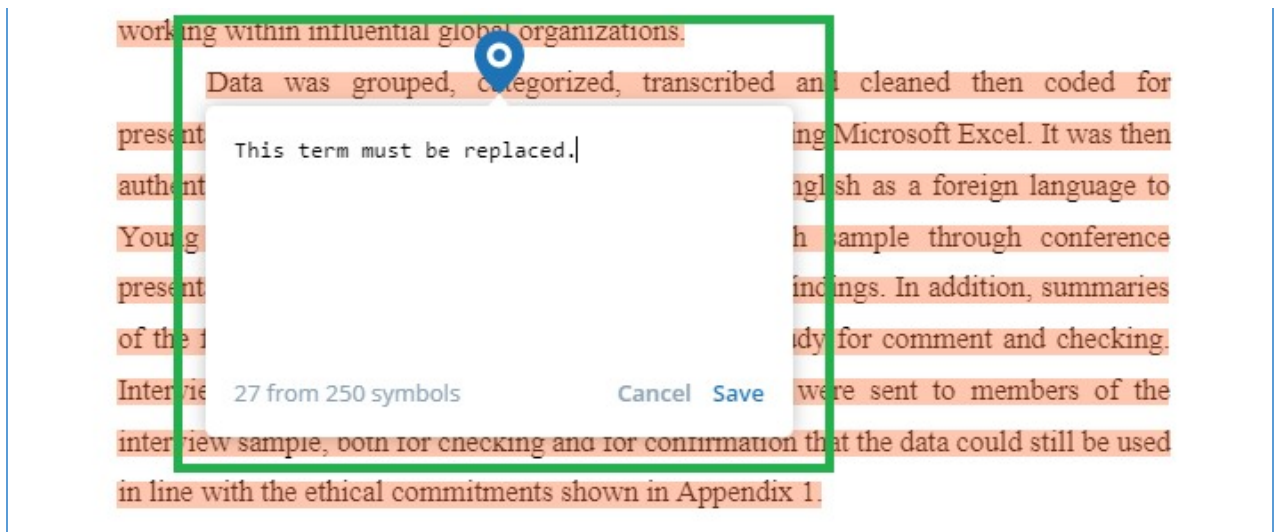 working within influential global organizations.
Data was grouped, categorized, transcribed and cleaned then coded for
present ing Microsoft Excel. It was then
This term must be replaced.
authent nglish as a foreign language to
Young h sample through conference
present indings. In addition, summaries
of the f dy for comment and checking.
Intervie were sent to members of the
27 from 250 symbols Cancel Save
interview sample, both for checking and for confirmation that the data could still be used
in line with the ethical commitments shown in Appendix 1.